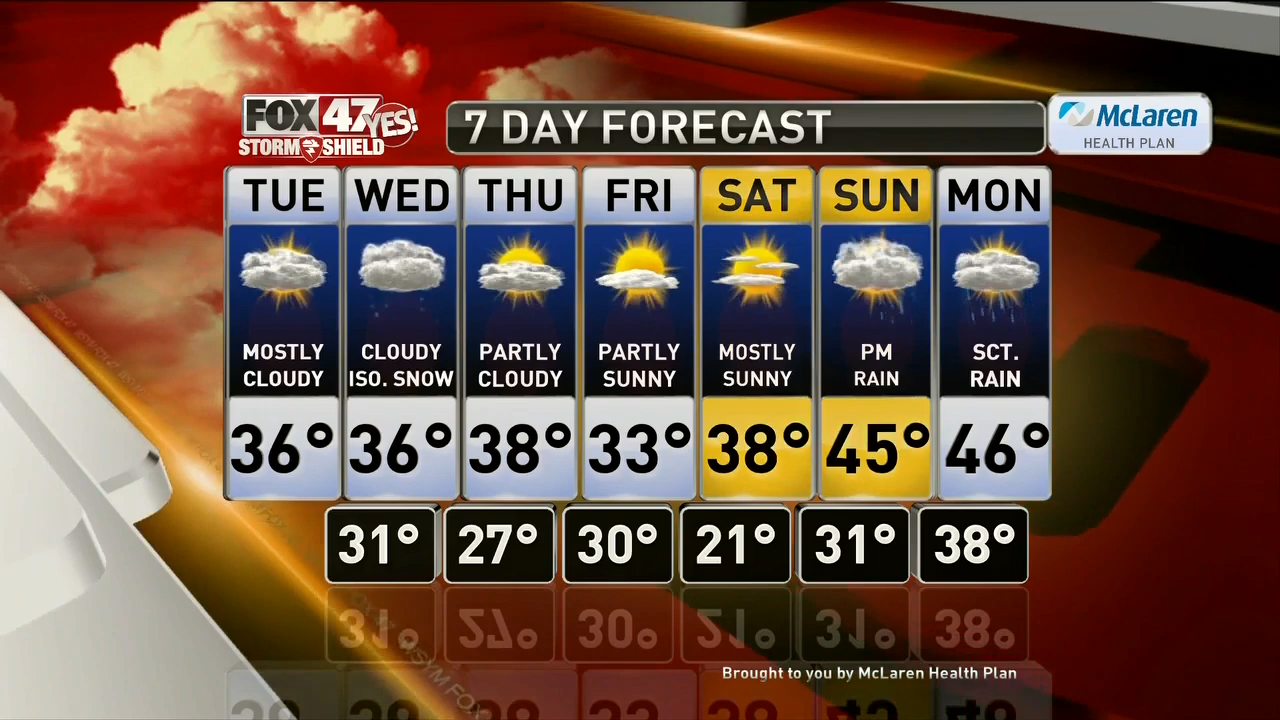 FOX 47 YES!
STORM SHIELD
7 DAY FORECAST
McLaren
HEALTH PLAN
TUE WED THU FRI SAT SUN MON
MOSTLY CLOUDY PARTLY PARTLY MOSTLY PM SCT.
CLOUDY ISO. SNOW CLOUDY SUNNY SUNNY RAIN RAIN
36° 36° 38° 33° 38° 45° 46°
31° 27° 30° 21° 31° 38°
Brought to you by McLaren Health Plan